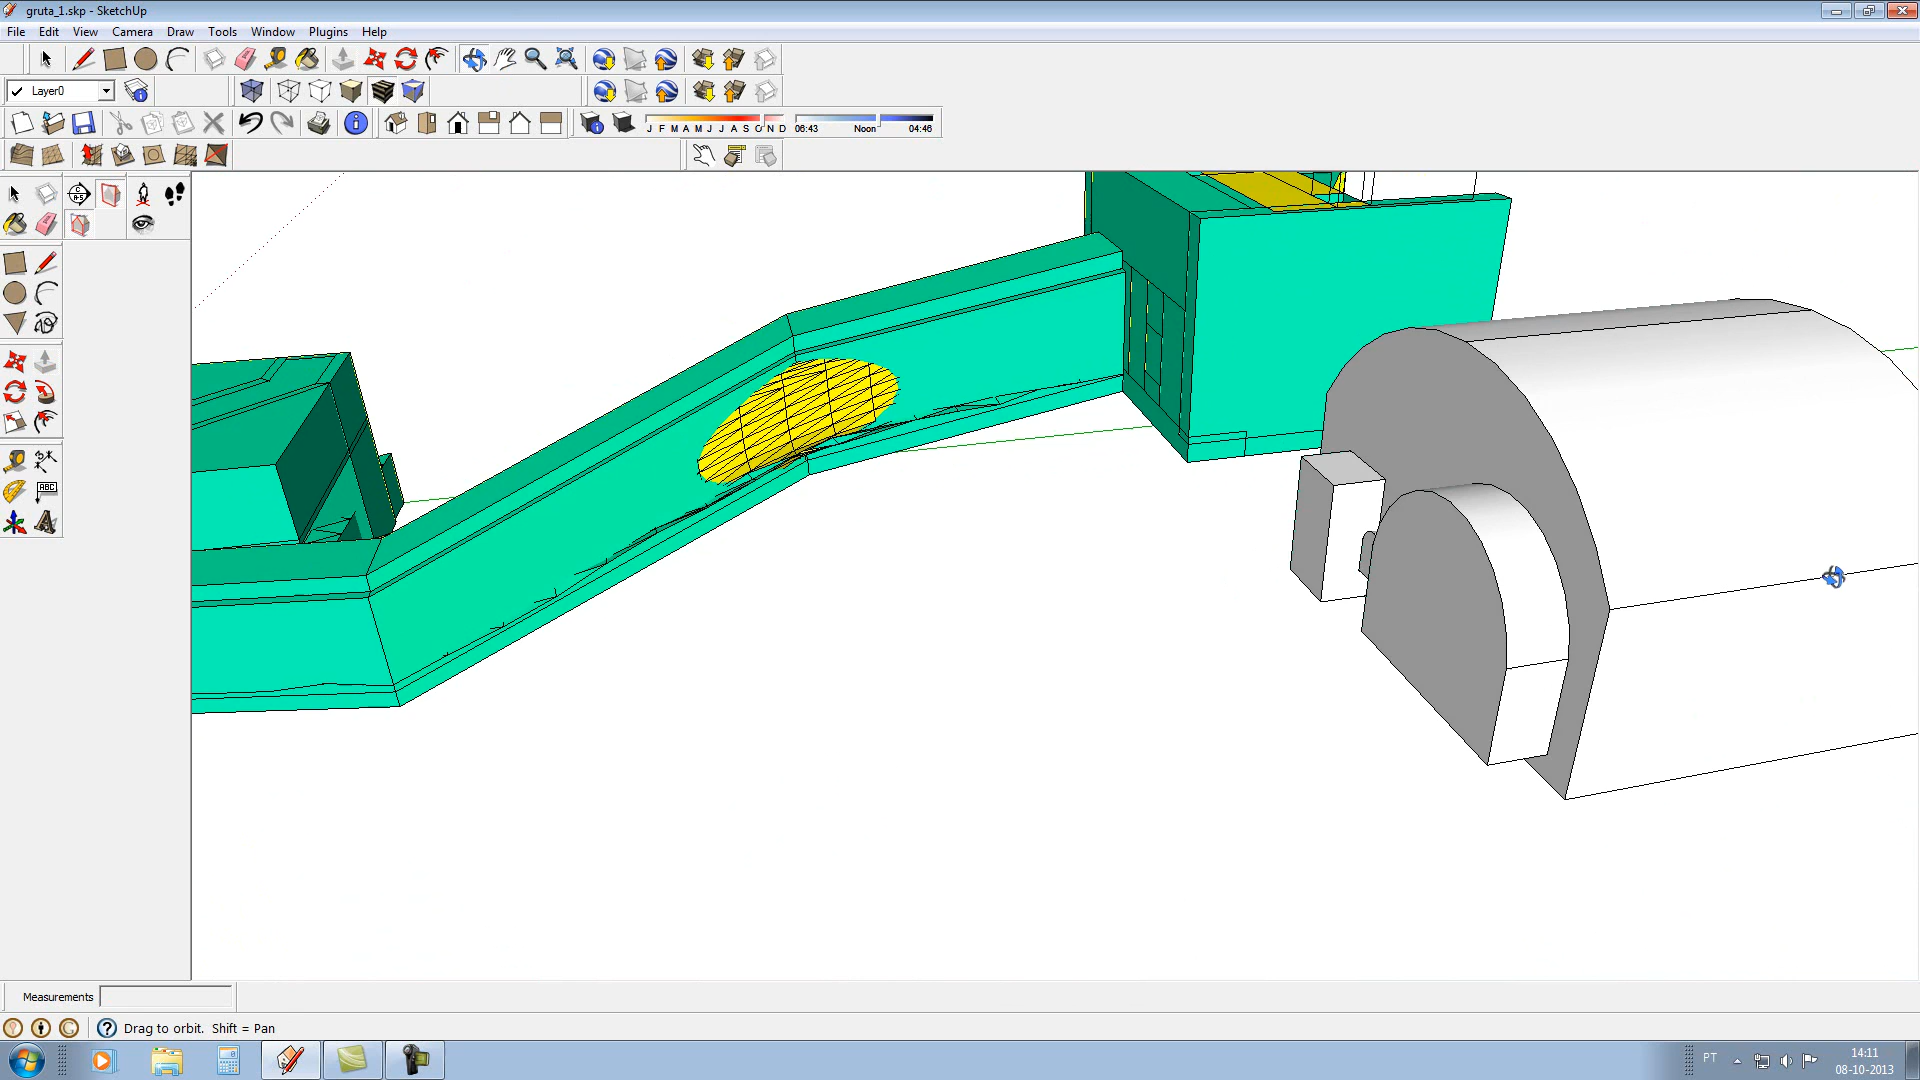 gruta_1.skp - SketchUp
File Edit View Camera Draw Tools Window Plugins Help
Layer0
J F M A M J J A S O N D 06:43 Noon 04:46
ABC
Measurements
Drag to orbit. Shift = Pan
PT 14:11
08-10-2013